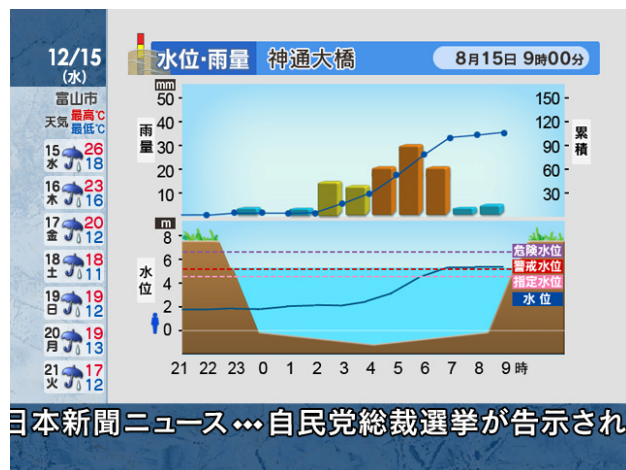 12/15
(水)
富山市
天気 最高℃
最低℃
15 水 26 18
16 木 23 16
17 金 20 12
18 土 18 11
19 日 19 12
20 月 19 13
21 火 17 12
水位・雨量 神通大橋 8月15日 9時00分
mm
50 40 30 20 10
雨量
150 120 90 60 30
累積
m
8 6 4 2 0
水位
危険水位
警戒水位
指定水位
水位
21 22 23 0 1 2 3 4 5 6 7 8 9 時
日本新聞ニュース…自民党総裁選挙が告示され